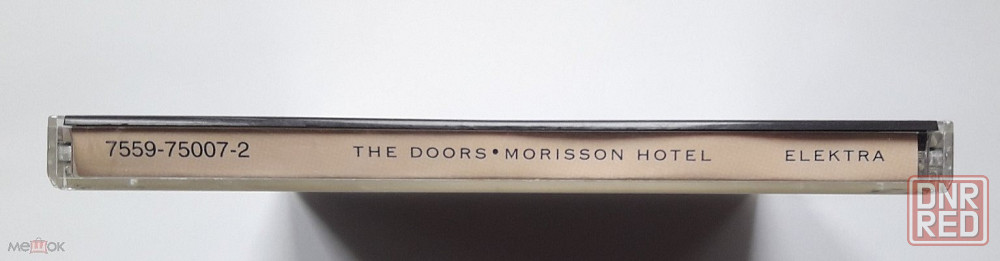 7559-75007-2 THE DOORS • MORISSON HOTEL ELEKTRA
DNR
RED
мешок